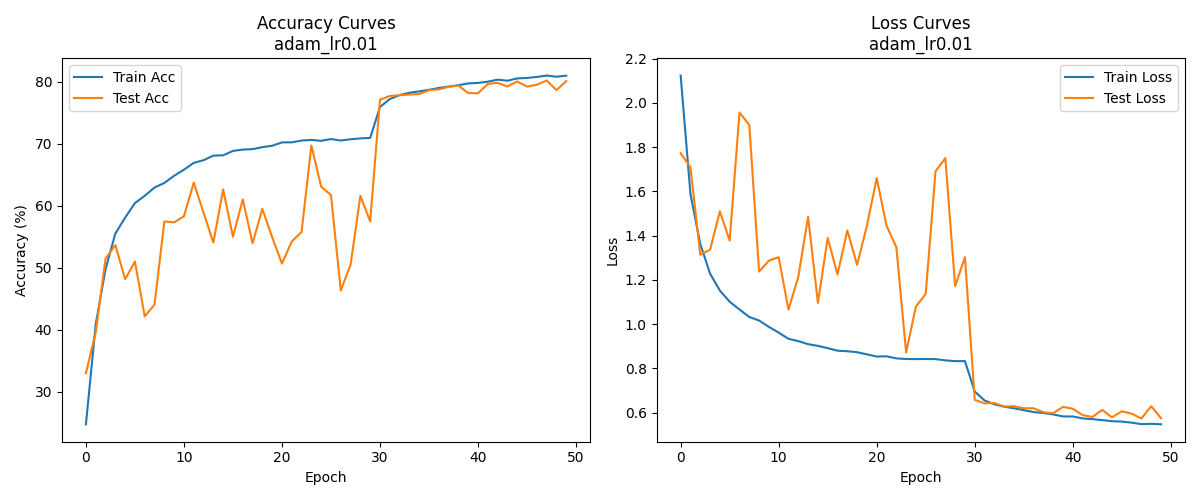 Accuracy Curves
adam_lr0.01
Train Acc
Test Acc
Accuracy (%)
80
70
60
50
40
30
0
10
20
30
40
50
Epoch
Loss Curves
adam_lr0.01
Train Loss
Test Loss
Loss
2.2
2.0
1.8
1.6
1.4
1.2
1.0
0.8
0.6
0
10
20
30
40
50
Epoch